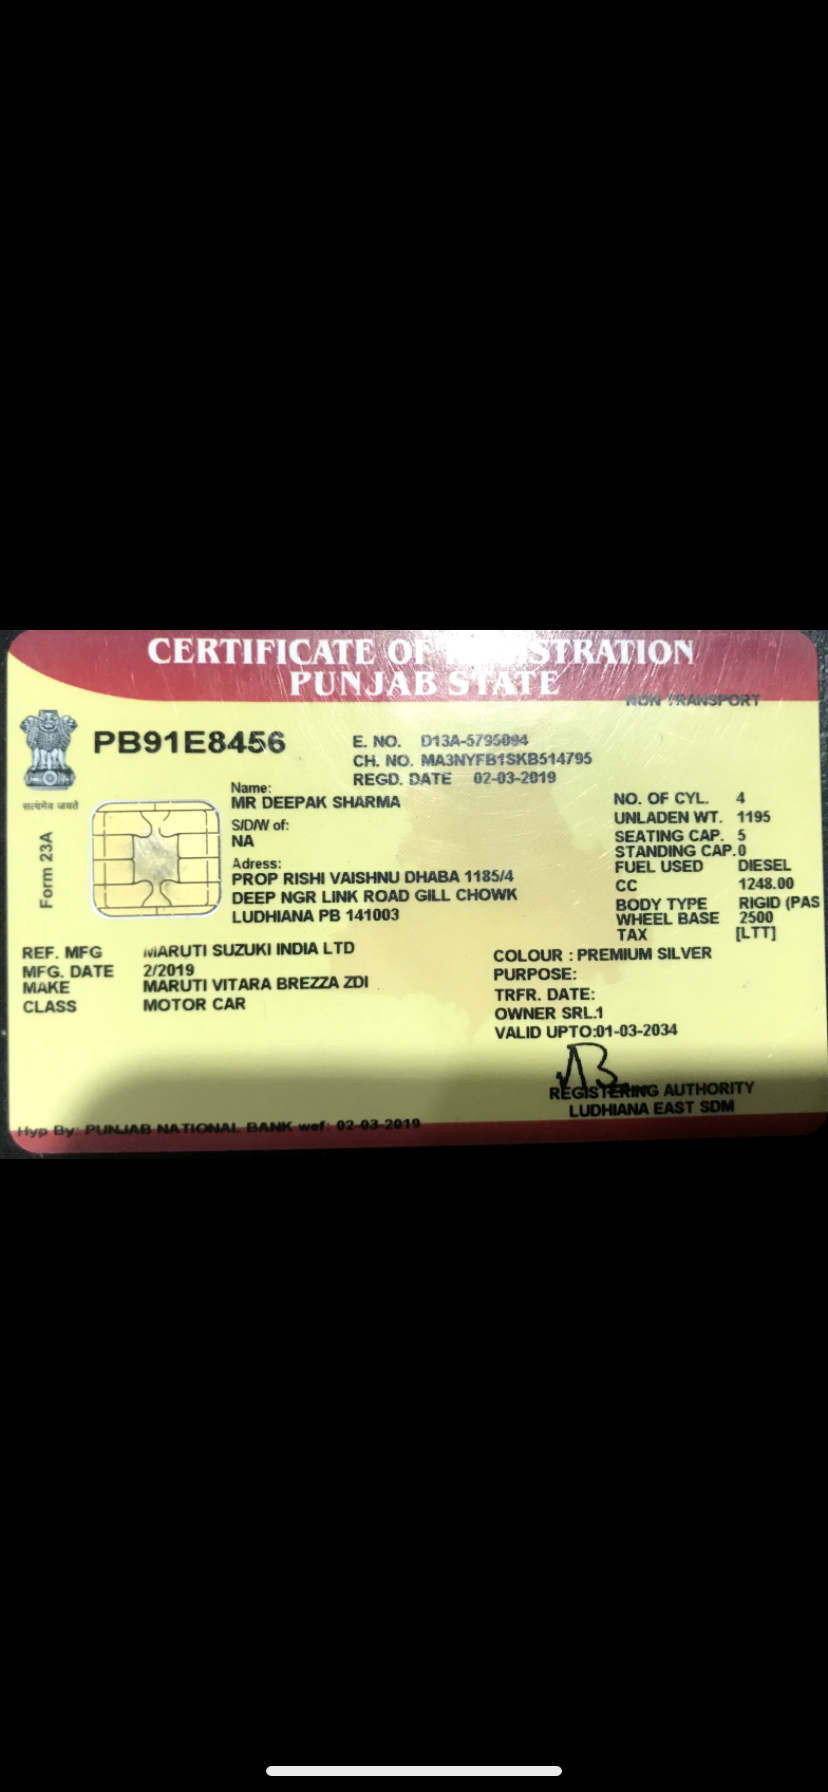 CERTIFICATE OF REGISTRATION
PUNJAB STATE
NON TRANSPORT
PB91E8456
E. NO. D13A-5795094
CH. NO. MA3NYFB1SKB514795
REGD. DATE 02-03-2019
सत्यमेव जयते
Form 23A
Name:
MR DEEPAK SHARMA
S/D/W of:
NA
Adress:
PROP RISHI VAISHNU DHABA 1185/4
DEEP NGR LINK ROAD GILL CHOWK
LUDHIANA PB 141003
NO. OF CYL. 4
UNLADEN WT. 1195
SEATING CAP. 5
STANDING CAP.0
FUEL USED DIESEL
CC 1248.00
BODY TYPE RIGID (PAS
WHEEL BASE 2500
TAX [LTT]
REF. MFG MARUTI SUZUKI INDIA LTD
MFG. DATE 2/2019
MAKE MARUTI VITARA BREZZA ZDI
CLASS MOTOR CAR
COLOUR : PREMIUM SILVER
PURPOSE:
TRFR. DATE:
OWNER SRL.1
VALID UPTO:01-03-2034
REGISTERING AUTHORITY
LUDHIANA EAST SDM
Hyp By: PUNJAB NATIONAL BANK wef: 02-03-2019